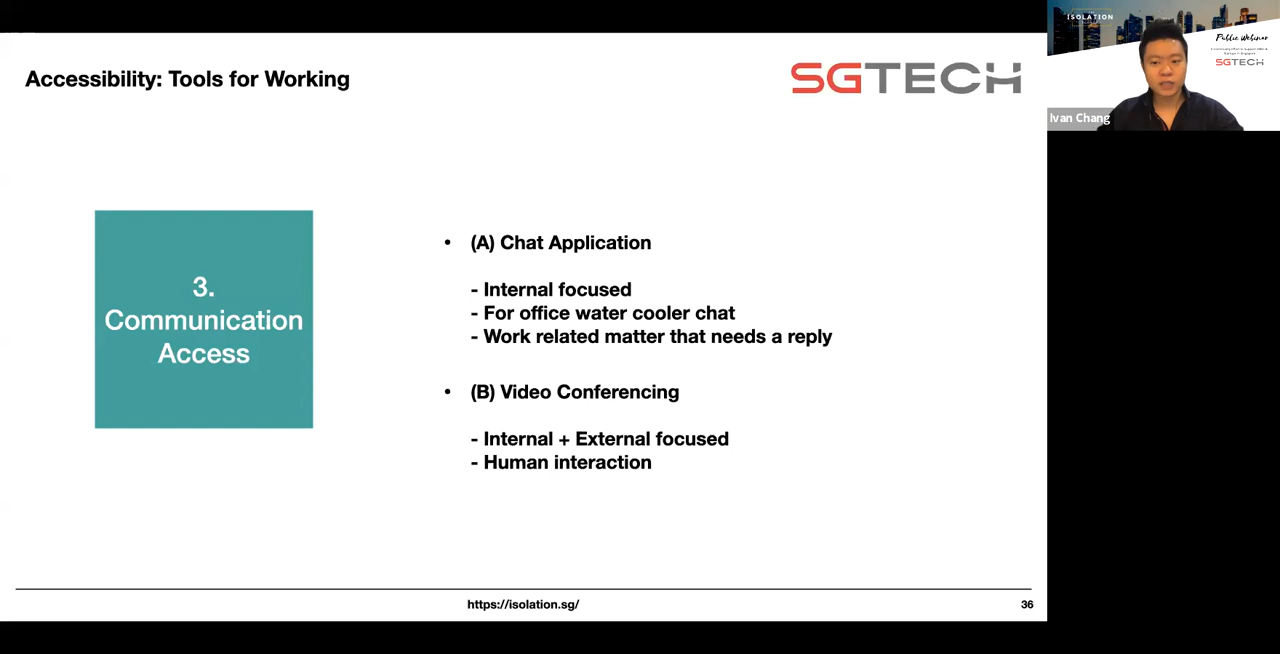 Accessibility: Tools for Working
SGTECH
3.
Communication
Access
• (A) Chat Application
- Internal focused
- For office water cooler chat
- Work related matter that needs a reply
• (B) Video Conferencing
- Internal + External focused
- Human interaction
https://isolation.sg/
36
ISOLATION
Public Webinar
SGTECH
Ivan Chang